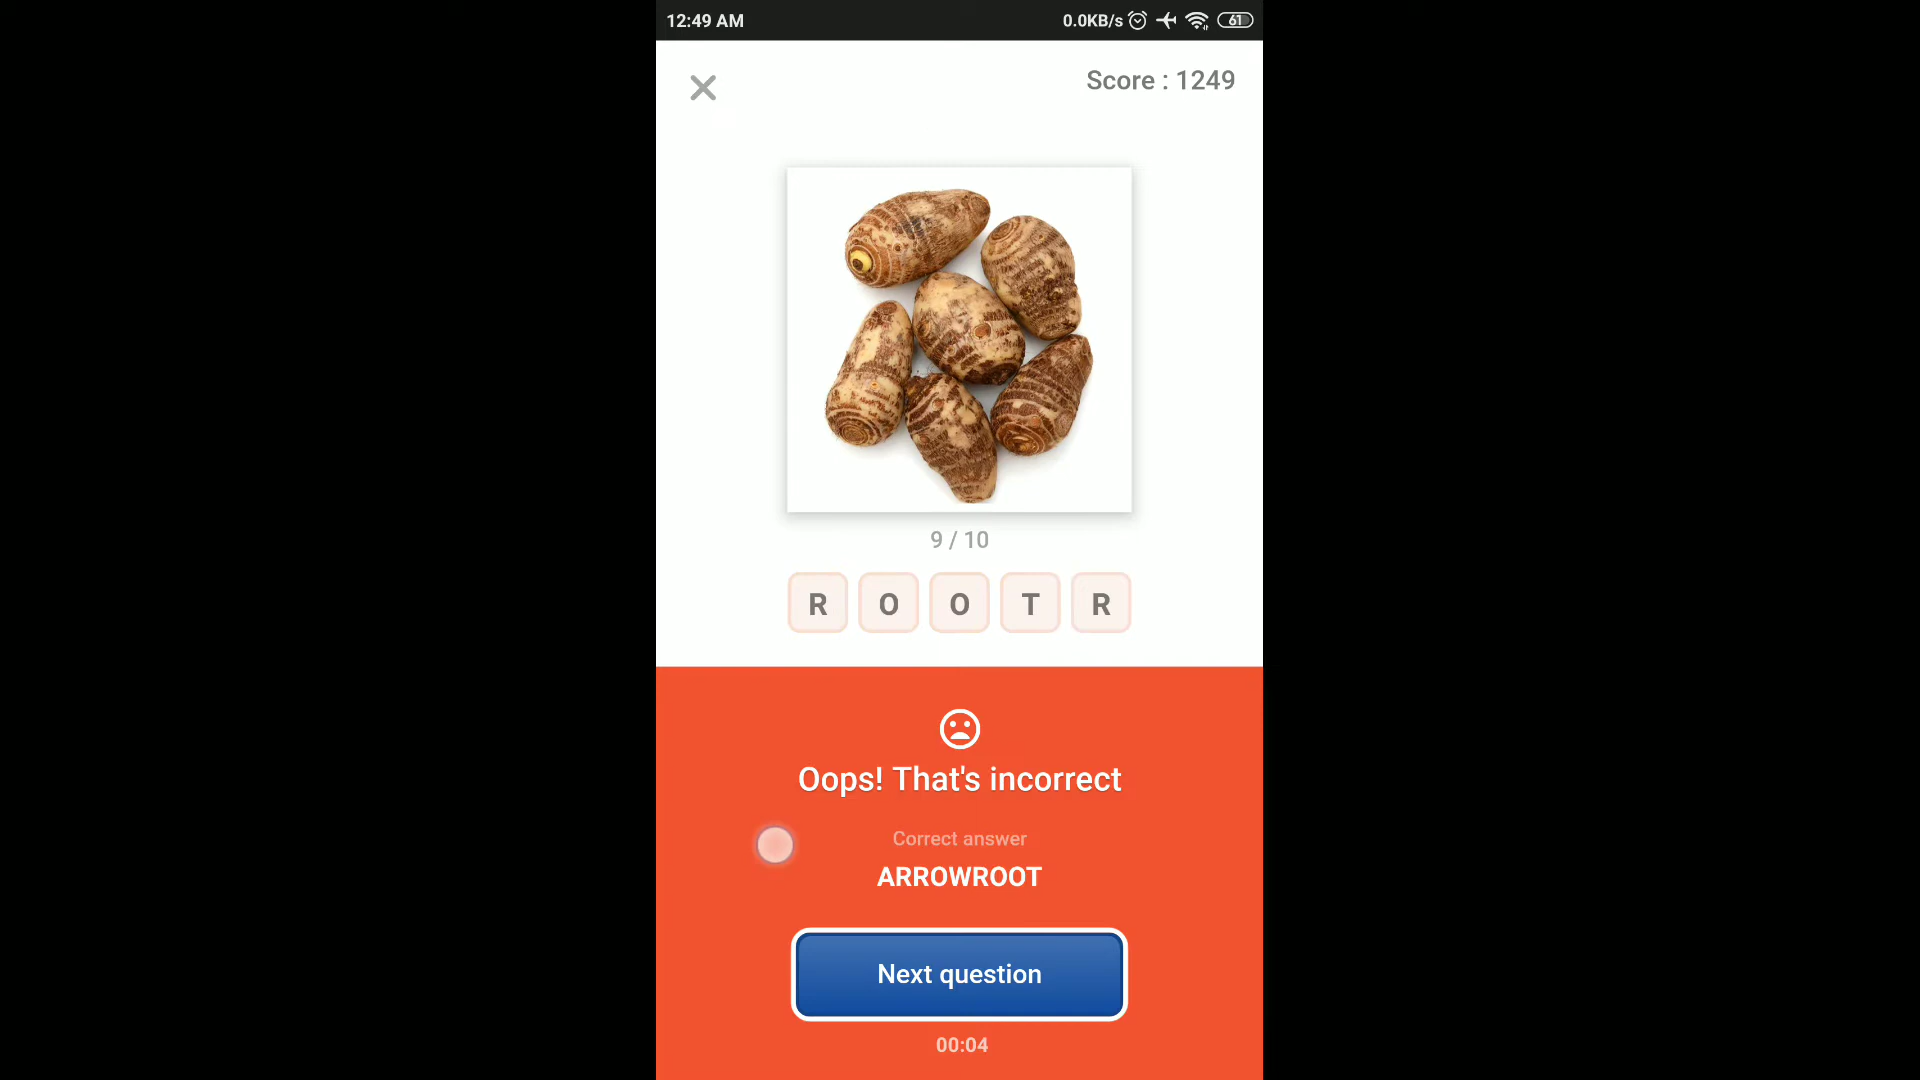 12:49 AM
0.0KB/s
61
Score : 1249
9 / 10
R O O T R
Oops! That's incorrect
Correct answer
ARROWROOT
Next question
00:04